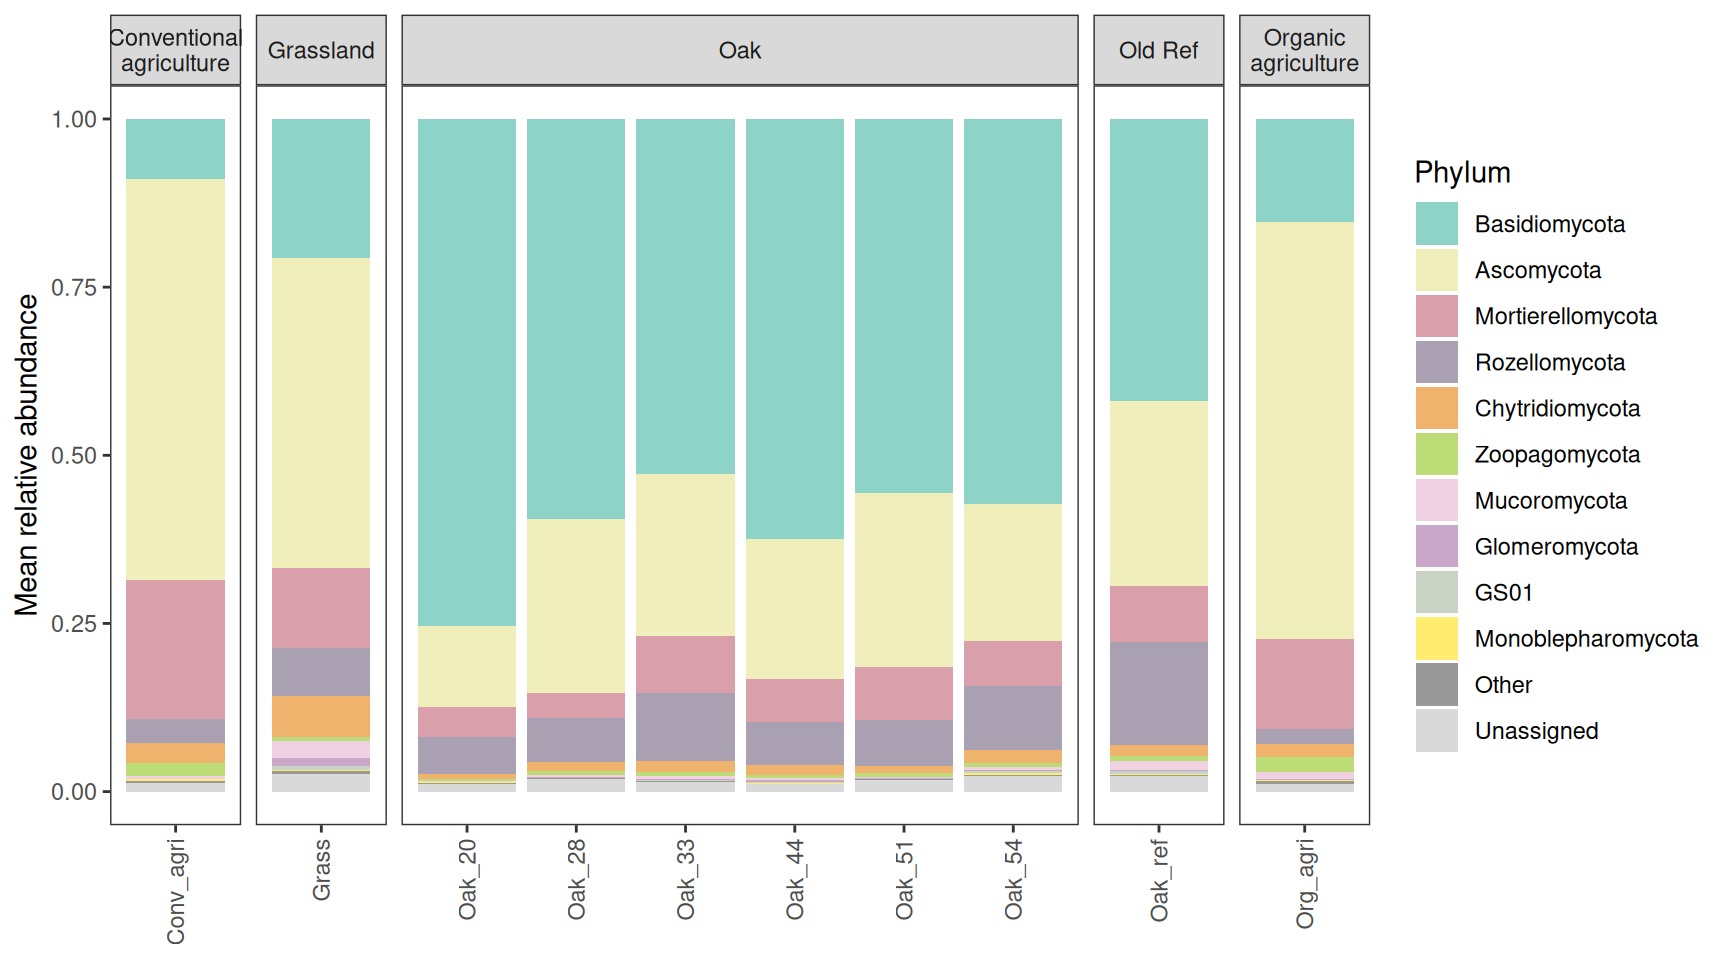 Conventional
agriculture
Grassland
Oak
Old Ref
Organic
agriculture
Mean relative abundance
1.00
0.75
0.50
0.25
0.00
Conv_agri
Grass
Oak_20
Oak_28
Oak_33
Oak_44
Oak_51
Oak_54
Oak_ref
Org_agri
Phylum
Basidiomycota
Ascomycota
Mortierellomycota
Rozellomycota
Chytridiomycota
Zoopagomycota
Mucoromycota
Glomeromycota
GS01
Monoblepharomycota
Other
Unassigned